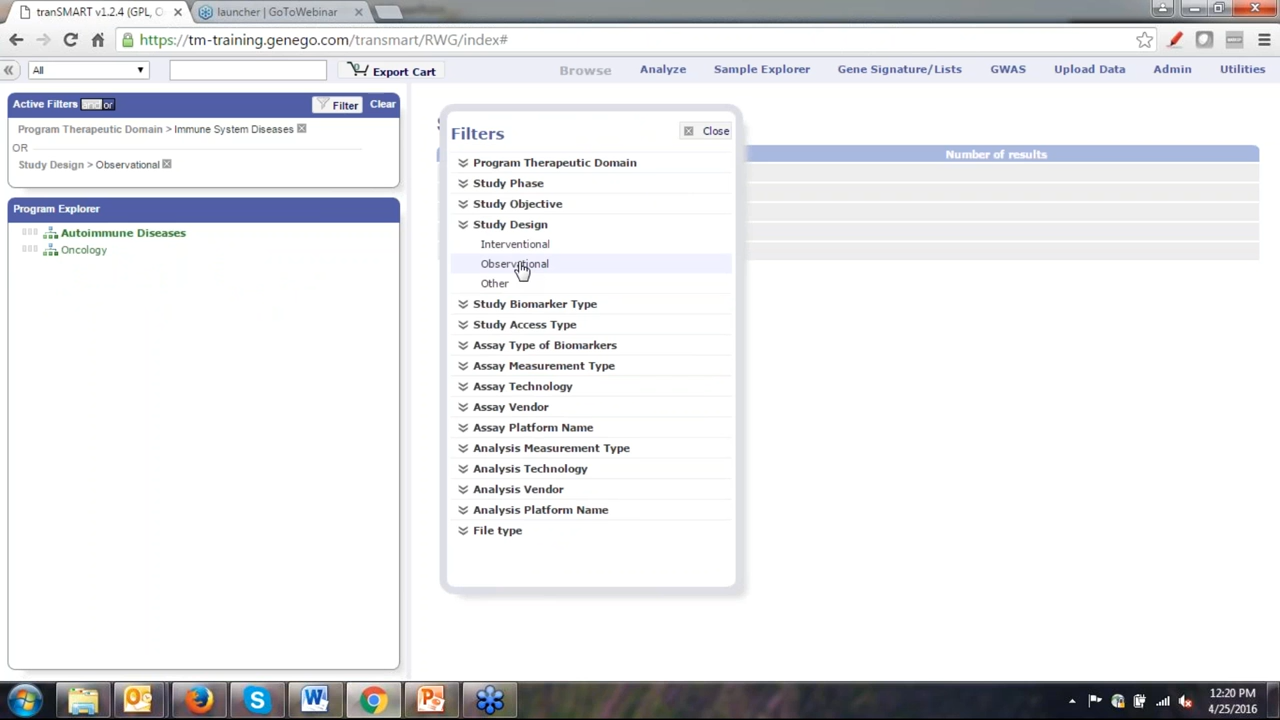 tranSMART v1.2.4 (GPL, O
launcher | GoToWebinar
https://tm-training.genego.com/transmart/RWG/index#
All
Export Cart
Browse
Analyze
Sample Explorer
Gene Signature/Lists
GWAS
Upload Data
Admin
Utilities
Active Filters and or
Filter
Clear
Program Therapeutic Domain > Immune System Diseases
OR
Study Design > Observational
Program Explorer
Autoimmune Diseases
Oncology
Filters
Close
Program Therapeutic Domain
Study Phase
Study Objective
Study Design
Interventional
Observational
Other
Study Biomarker Type
Study Access Type
Assay Type of Biomarkers
Assay Measurement Type
Assay Technology
Assay Vendor
Assay Platform Name
Analysis Measurement Type
Analysis Technology
Analysis Vendor
Analysis Platform Name
File type
Number of results
12:20 PM
4/25/2016